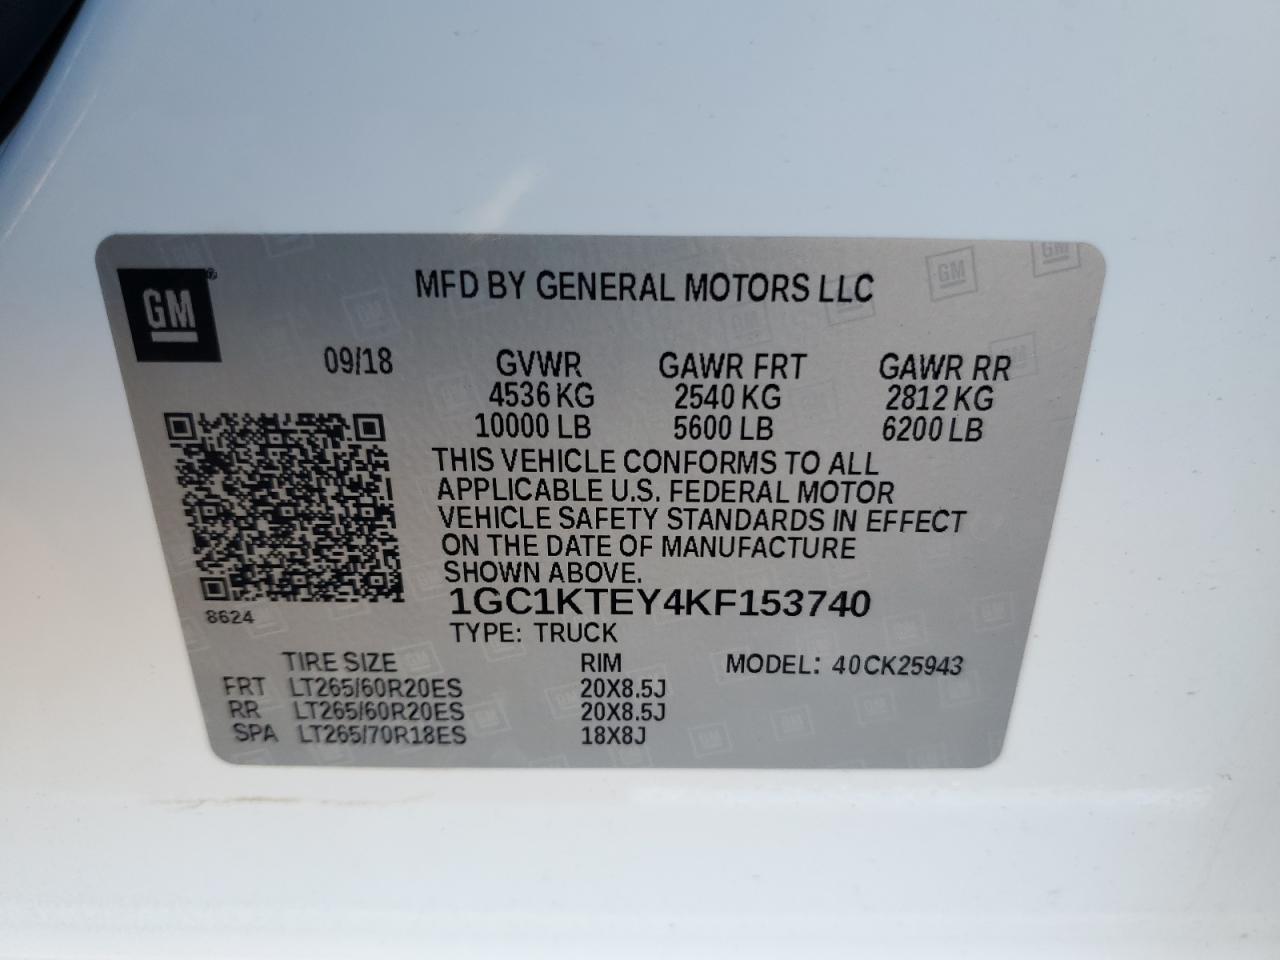 GM®
MFD BY GENERAL MOTORS LLC
09/18 GVWR GAWR FRT GAWR RR
4536 KG 2540 KG 2812 KG
10000 LB 5600 LB 6200 LB
THIS VEHICLE CONFORMS TO ALL
APPLICABLE U.S. FEDERAL MOTOR
VEHICLE SAFETY STANDARDS IN EFFECT
ON THE DATE OF MANUFACTURE
SHOWN ABOVE.
8624
1GC1KTEY4KF153740
TYPE: TRUCK
TIRE SIZE RIM MODEL: 40CK25943
FRT LT265/60R20ES 20X8.5J
RR LT265/60R20ES 20X8.5J
SPA LT265/70R18ES 18X8J